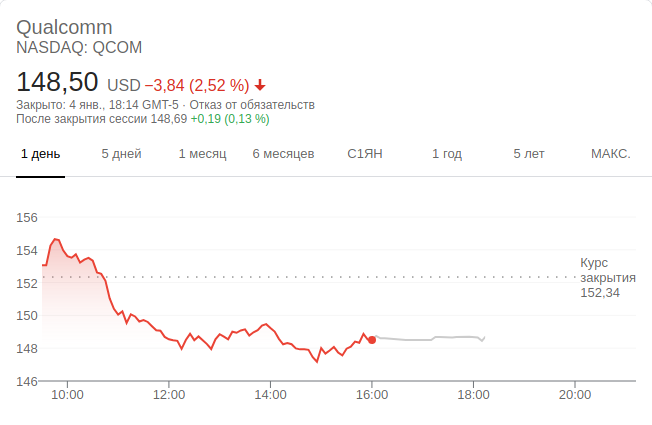 Qualcomm
NASDAQ: QCOM
148,50 USD −3,84 (2,52 %)
Закрыто: 4 янв., 18:14 GMT-5 · Отказ от обязательств
После закрытия сессии 148,69 +0,19 (0,13 %)
1 день 5 дней 1 месяц 6 месяцев С1ЯН 1 год 5 лет МАКС.
156
154
Курс
закрытия
152,34
152
150
148
146
10:00 12:00 14:00 16:00 18:00 20:00